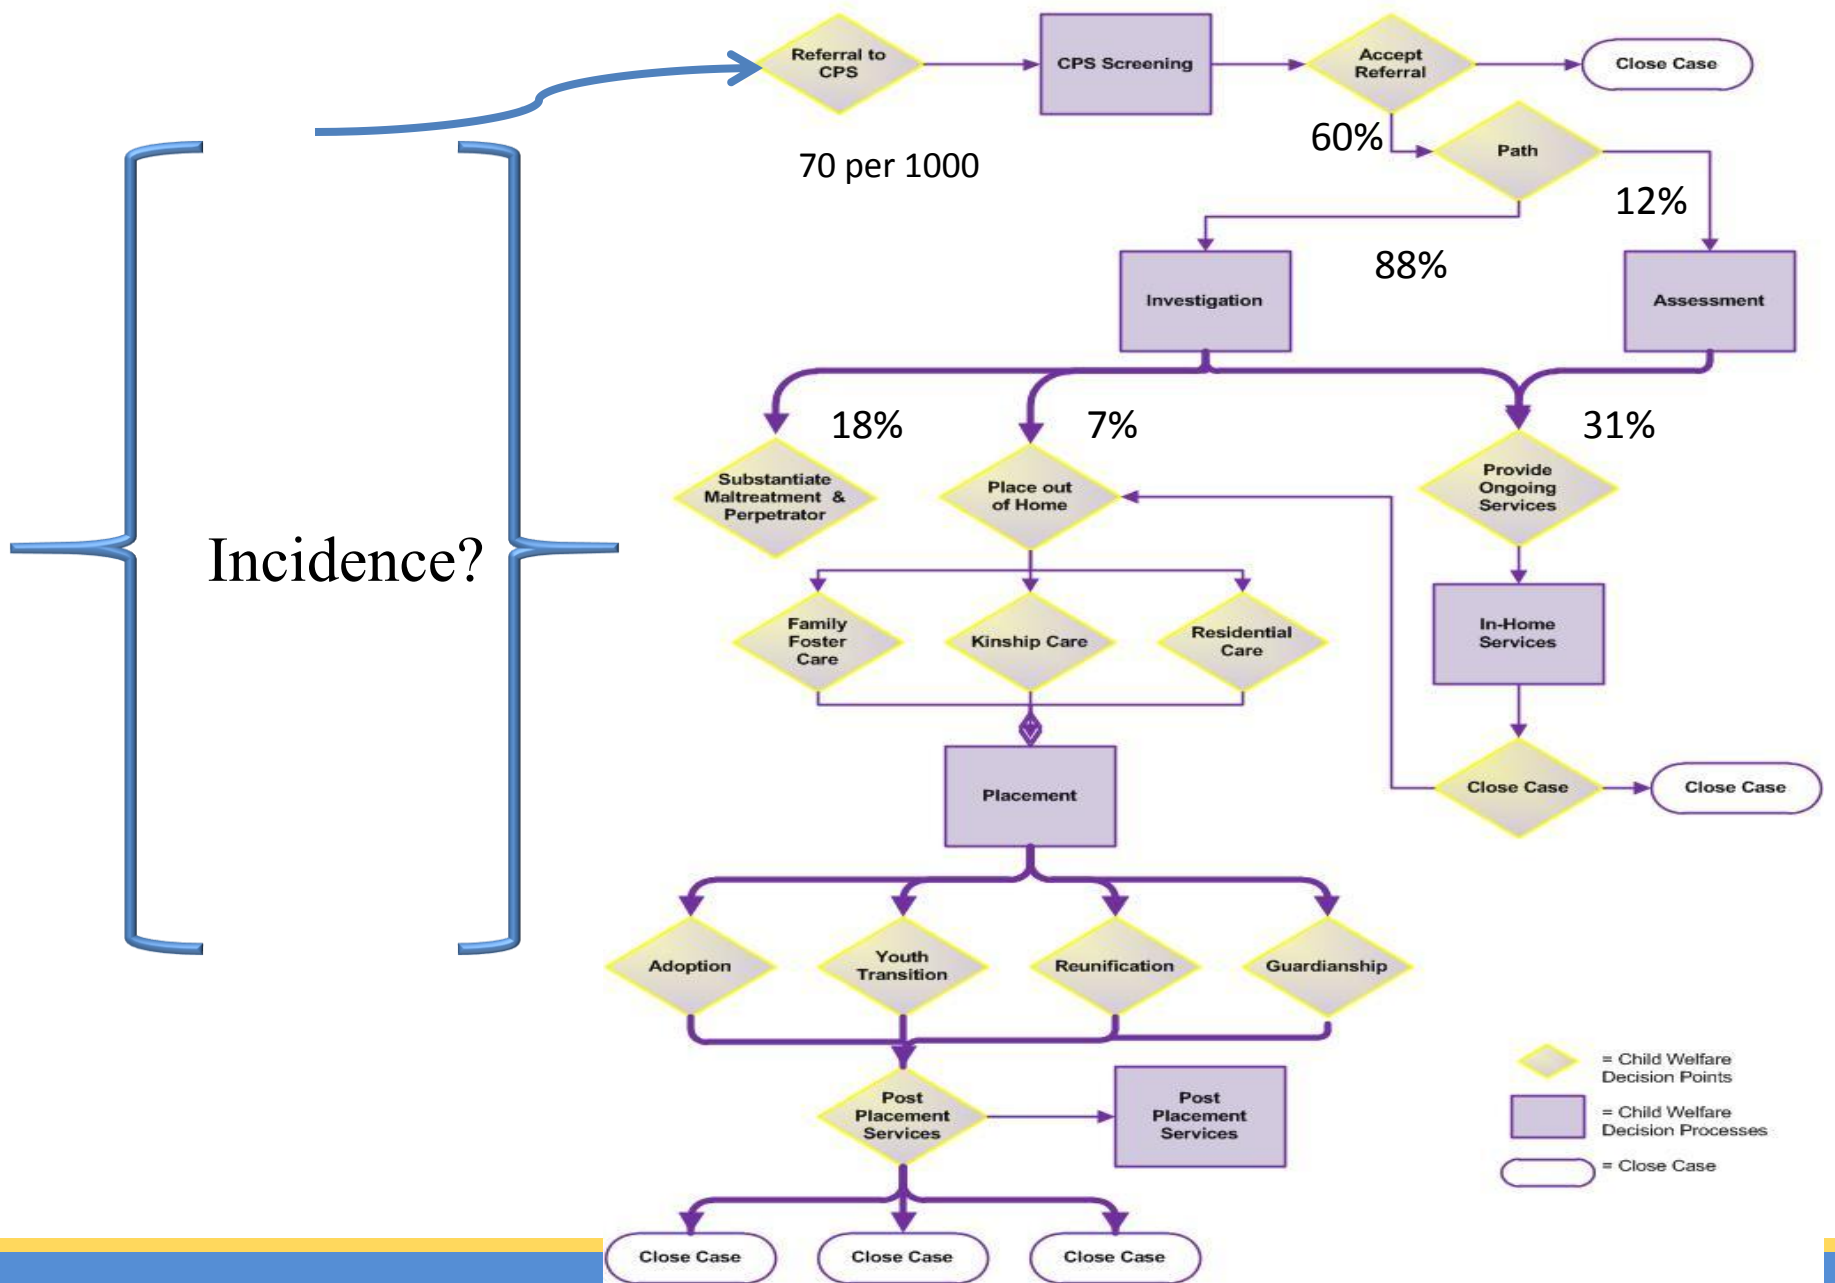 Referral to
CPS
CPS Screening
Accept
Referral
Close Case
70 per 1000
60%
Path
12%
88%
Investigation
Assessment
18%
7%
31%
Substantiate
Maltreatment &
Perpetrator
Place out
of Home
Provide
Ongoing
Services
Incidence?
Family
Foster
Care
Kinship Care
Residential
Care
In-Home
Services
Placement
Close Case
Close Case
Adoption
Youth
Transition
Reunification
Guardianship
Post
Placement
Services
Post
Placement
Services
= Child Welfare
Decision Points
= Child Welfare
Decision Processes
= Close Case
Close Case
Close Case
Close Case